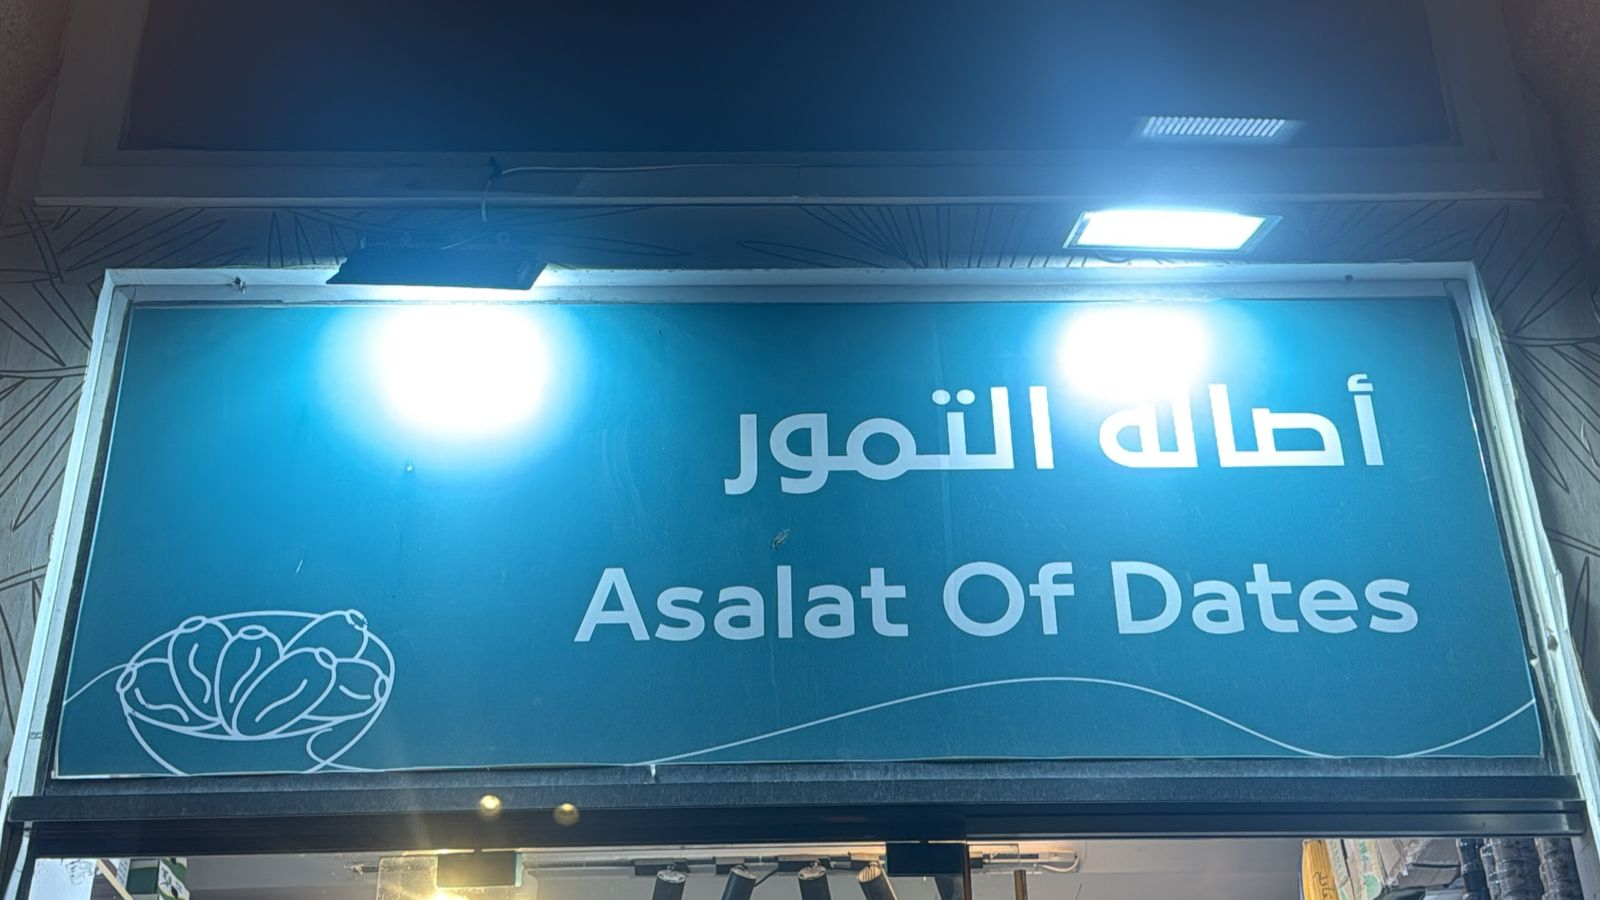 أصالة التمور
Asalat Of Dates